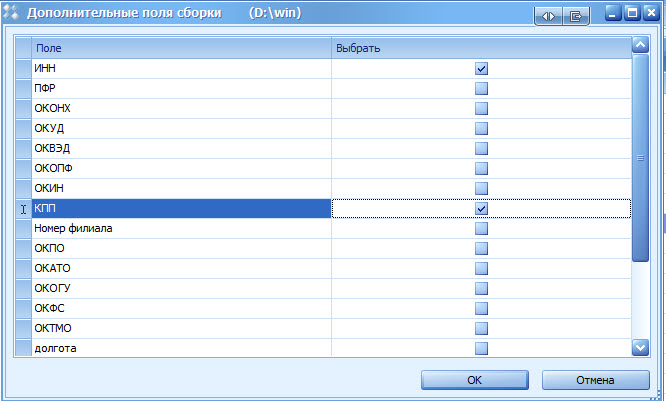 Дополнительные поля сборки (D:\win)
Поле Выбрать
ИНН
ПФР
ОКОНХ
ОКУД
ОКВЭД
ОКОПФ
ОКИН
КПП
Номер филиала
ОКПО
ОКАТО
ОКОГУ
ОКФС
ОКТМО
долгота
OK Отмена